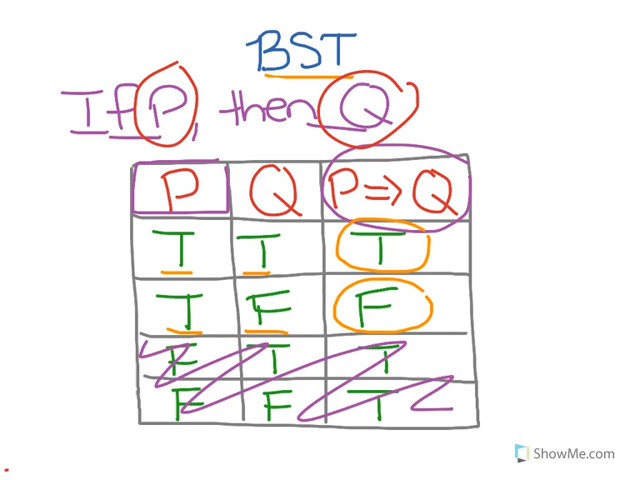 BST
If P, then Q
P Q P => Q
T T T
T F F
F T T
F F T
ShowMe.com